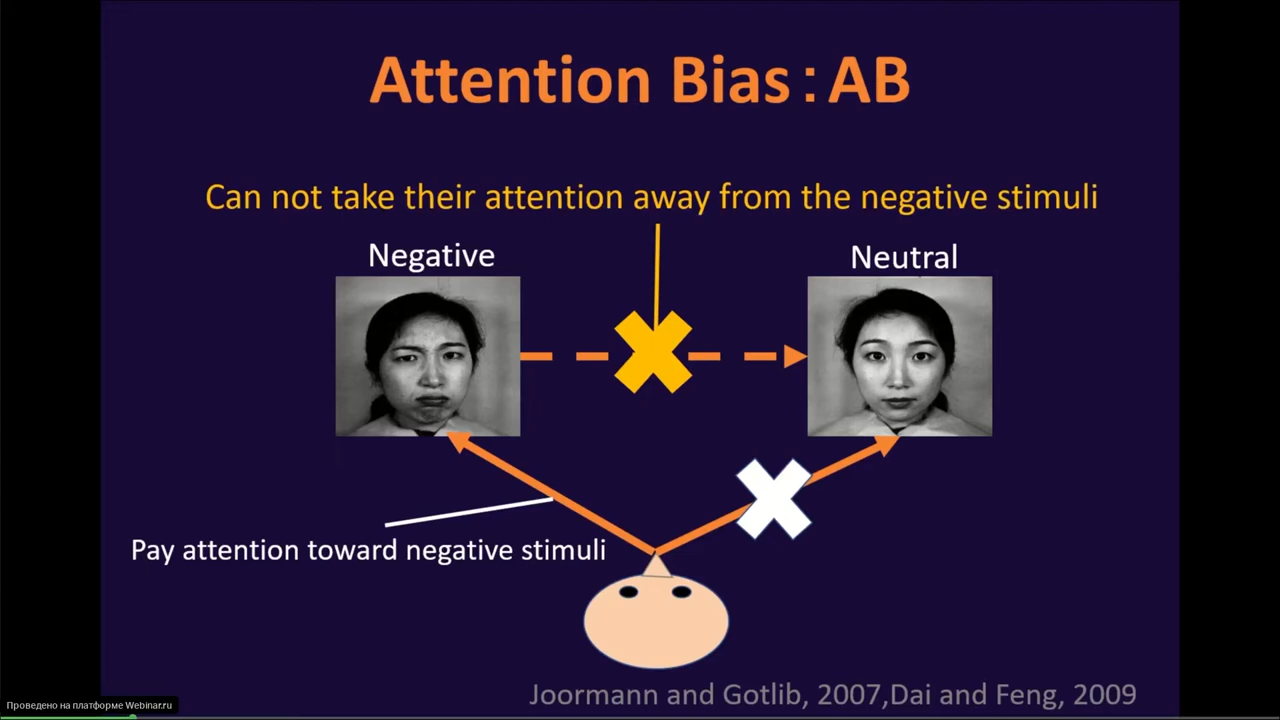 Attention Bias：AB
Can not take their attention away from the negative stimuli
Negative
Neutral
Pay attention toward negative stimuli
Joormann and Gotlib, 2007,Dai and Feng, 2009
Проведено на платформе Webinar.ru